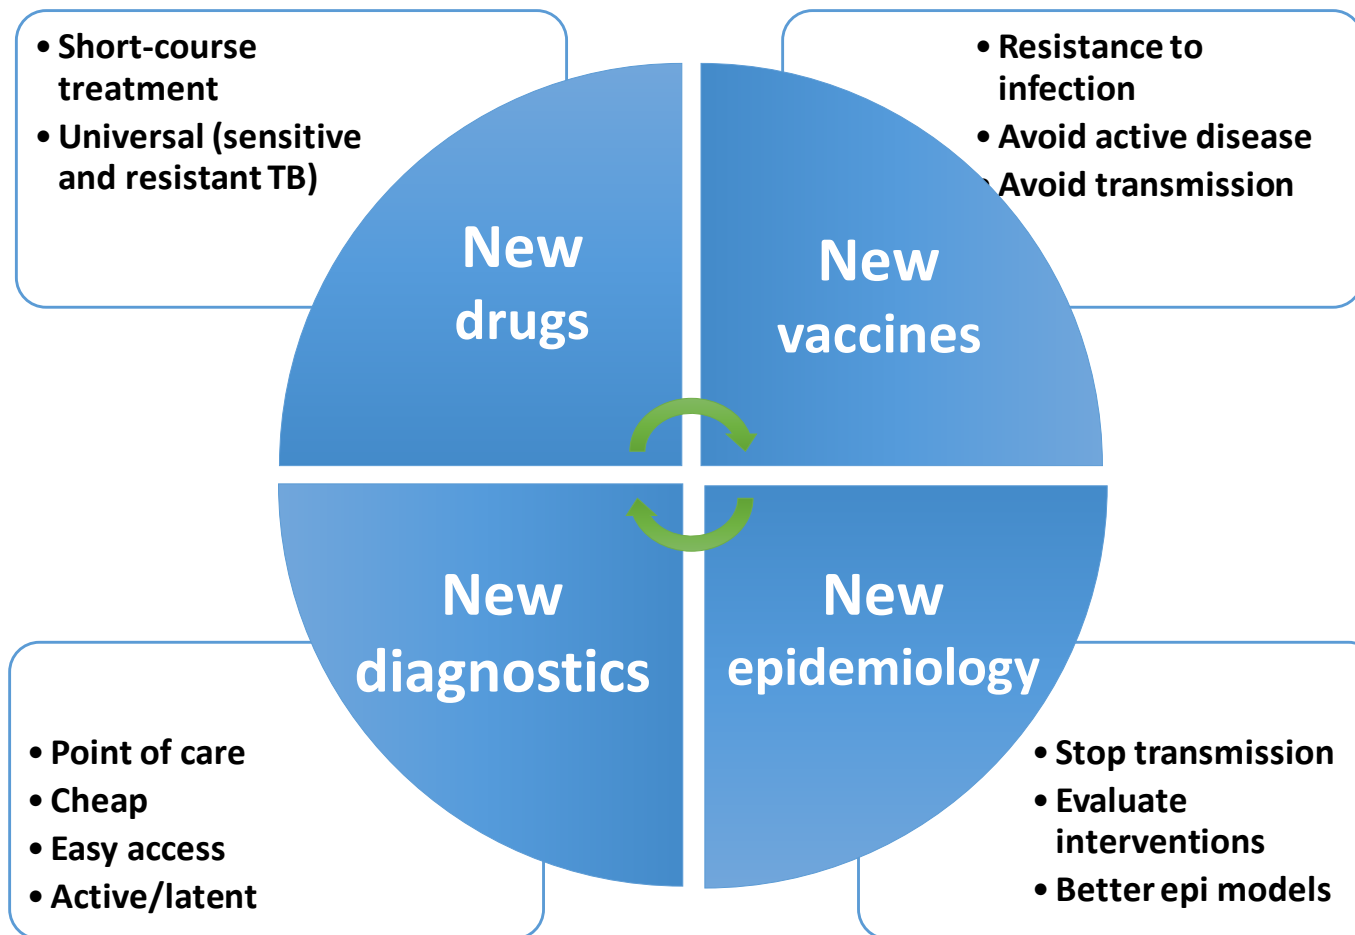 • Short-course
treatment
• Universal (sensitive
and resistant TB)
• Resistance to
infection
• Avoid active disease
• Avoid transmission
New
drugs
New
vaccines
New
diagnostics
New
epidemiology
• Point of care
• Cheap
• Easy access
• Active/latent
• Stop transmission
• Evaluate
interventions
• Better epi models